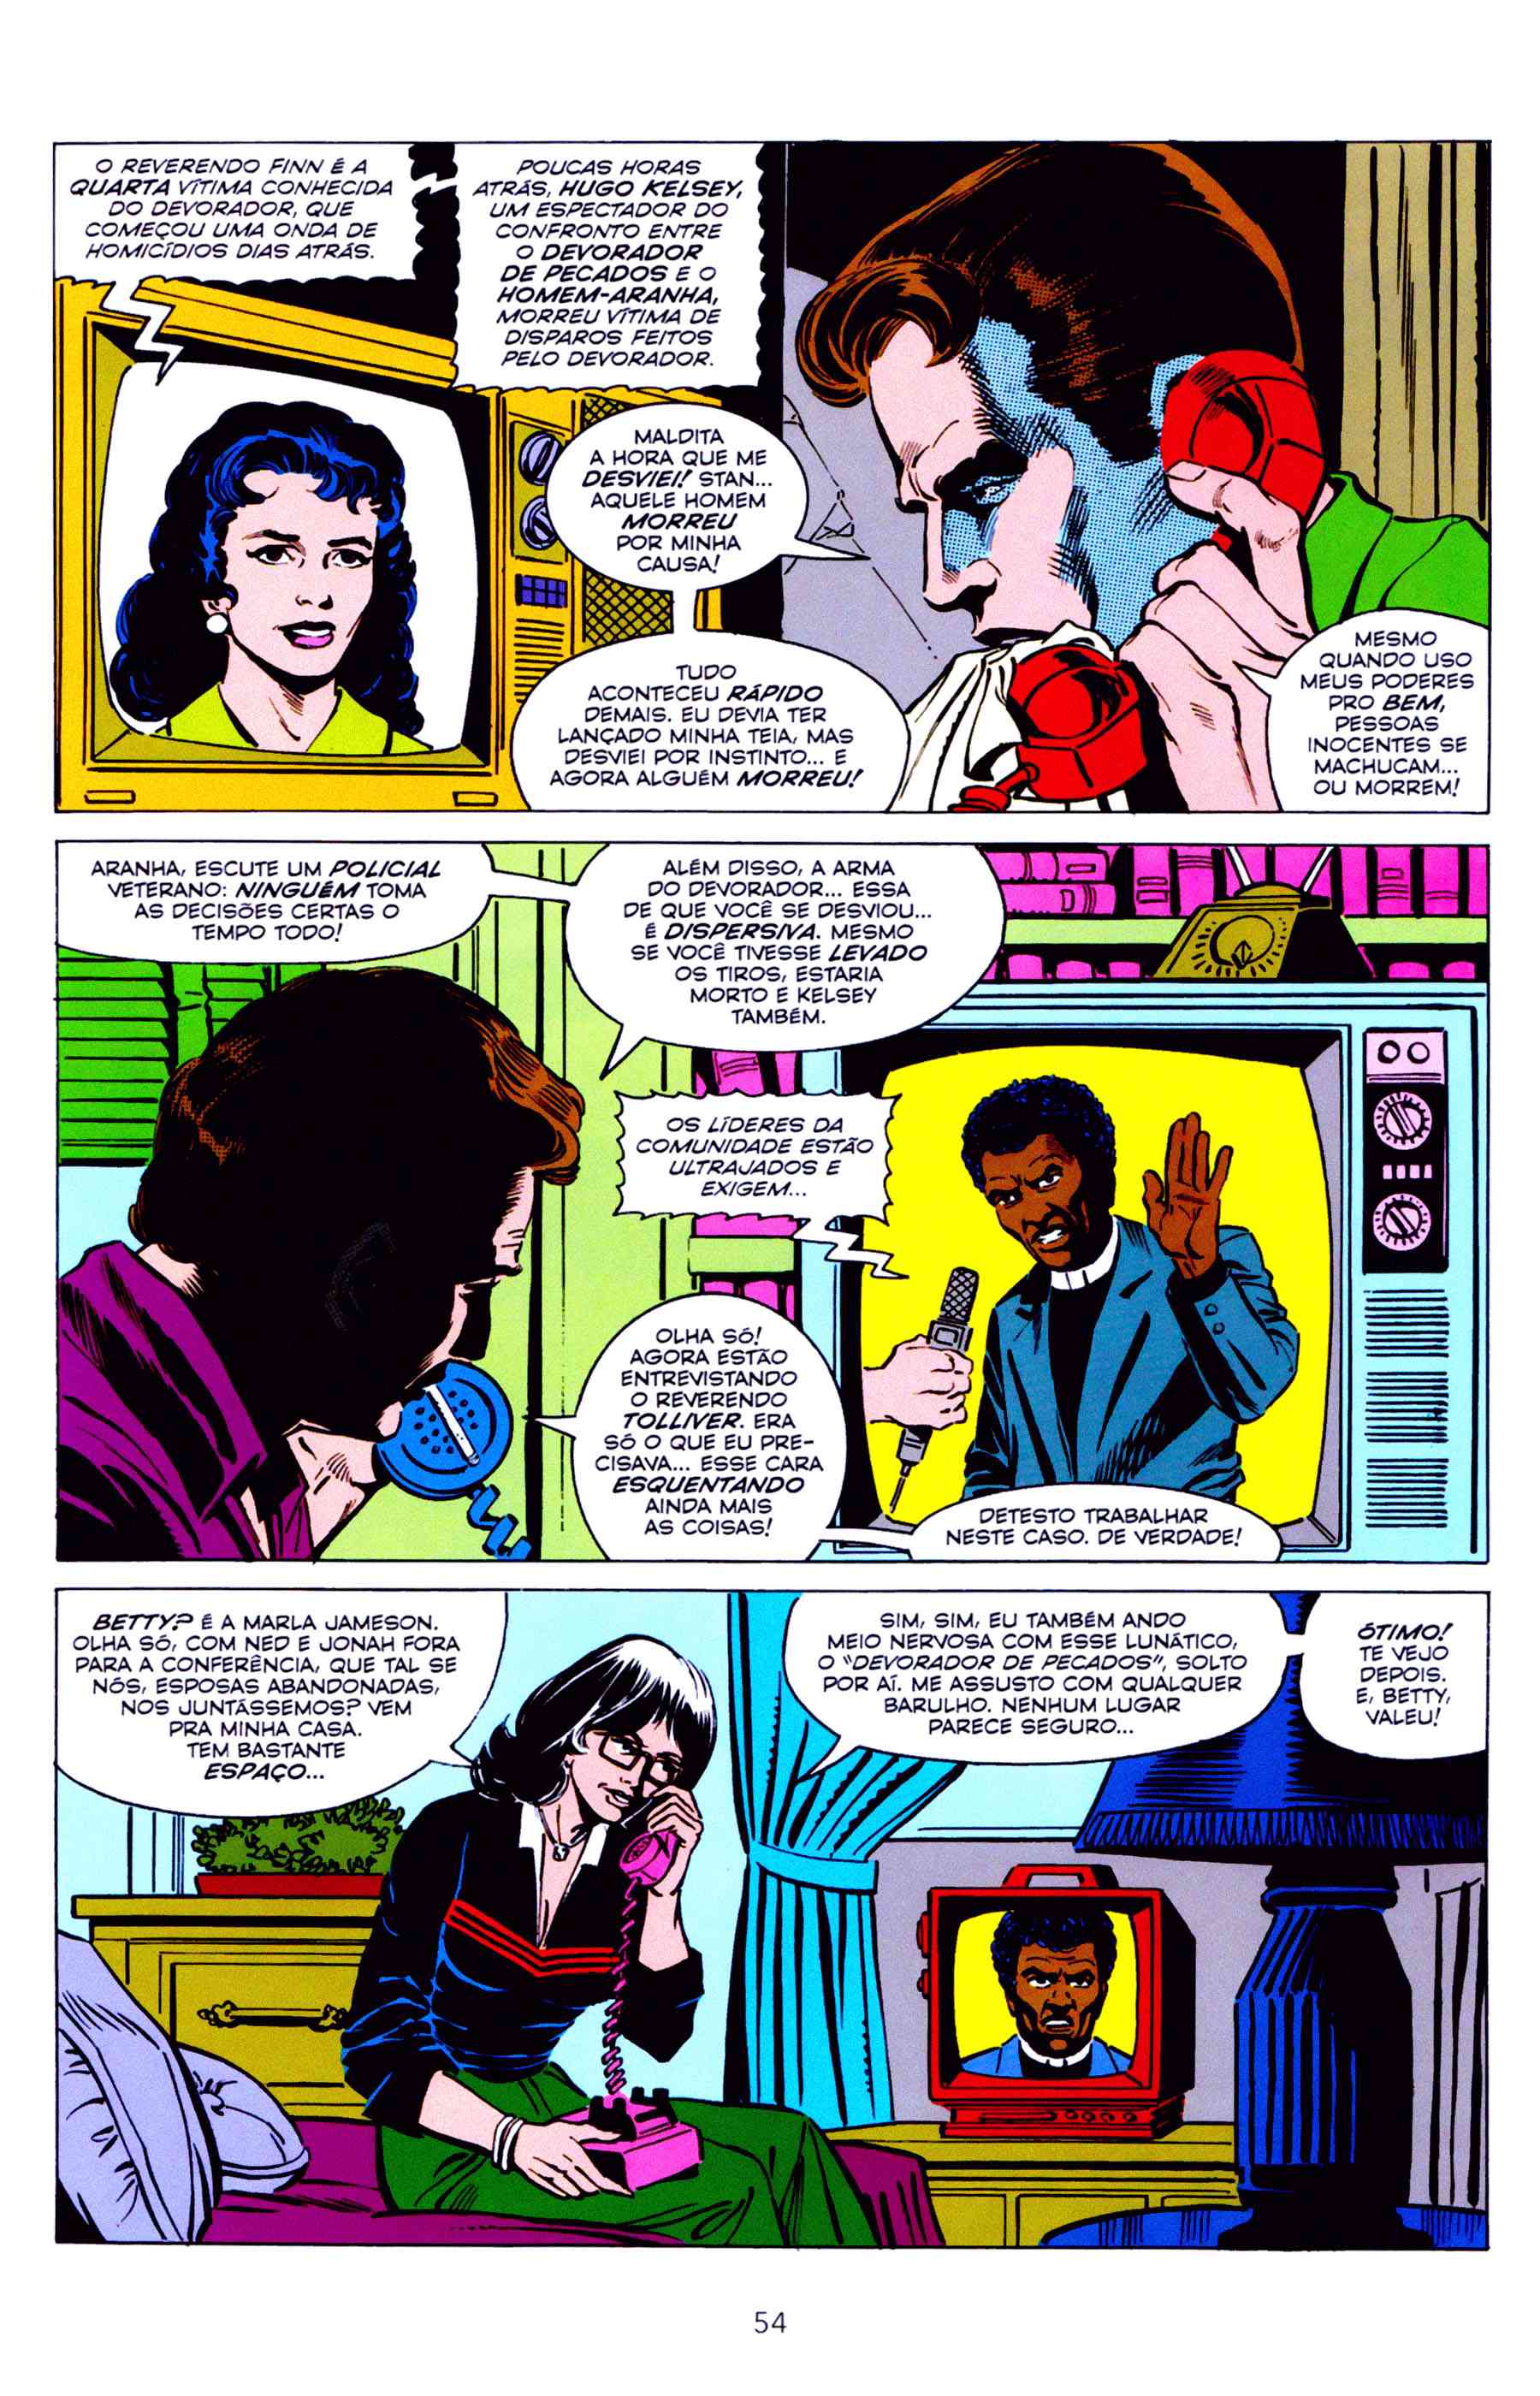 O REVERENDO FINN É A
QUARTA VÍTIMA CONHECIDA
DO DEVORADOR, QUE
COMEÇOU UMA ONDA DE
HOMICÍDIOS DIAS ATRÁS.
POUCAS HORAS
ATRÁS, HUGO KELSEY,
UM ESPECTADOR DO
CONFRONTO ENTRE
O DEVORADOR
DE PECADOS E O
HOMEM-ARANHA,
MORREU VÍTIMA DE
DISPAROS FEITOS
PELO DEVORADOR.
MALDITA
A HORA QUE ME
DESVIEI! STAN...
AQUELE HOMEM
MORREU
POR MINHA
CAUSA!
TUDO
ACONTECEU RÁPIDO
DEMAIS. EU DEVIA TER
LANÇADO MINHA TEIA, MAS
DESVIEI POR INSTINTO... E
AGORA ALGUÉM MORREU!
MESMO
QUANDO USO
MEUS PODERES
PRO BEM,
PESSOAS
INOCENTES SE
MACHUCAM...
OU MORREM!
ARANHA, ESCUTE UM POLICIAL
VETERANO: NINGUÉM TOMA
AS DECISÕES CERTAS O
TEMPO TODO!
ALÉM DISSO, A ARMA
DO DEVORADOR... ESSA
DE QUE VOCÊ SE DESVIOU...
É DISPERSIVA. MESMO
SE VOCÊ TIVESSE LEVADO
OS TIROS, ESTARIA
MORTO E KELSEY
TAMBÉM.
OS LÍDERES DA
COMUNIDADE ESTÃO
ULTRAJADOS E
EXIGEM...
OLHA SÓ!
AGORA ESTÃO
ENTREVISTANDO
O REVERENDO
TOLLIVER. ERA
SÓ O QUE EU PRE-
CISAVA... ESSE CARA
ESQUENTANDO
AINDA MAIS
AS COISAS!
DETESTO TRABALHAR
NESTE CASO. DE VERDADE!
BETTY? É A MARLA JAMESON.
OLHA SÓ, COM NED E JONAH FORA
PARA A CONFERÊNCIA, QUE TAL SE
NÓS, ESPOSAS ABANDONADAS,
NOS JUNTÁSSEMOS? VEM
PRA MINHA CASA.
TEM BASTANTE
ESPAÇO...
SIM, SIM, EU TAMBÉM ANDO
MEIO NERVOSA COM ESSE LUNÁTICO,
O "DEVORADOR DE PECADOS", SOLTO
POR AÍ. ME ASSUSTO COM QUALQUER
BARULHO. NENHUM LUGAR
PARECE SEGURO...
ÓTIMO!
TE VEJO
DEPOIS.
E, BETTY,
VALEU!
54